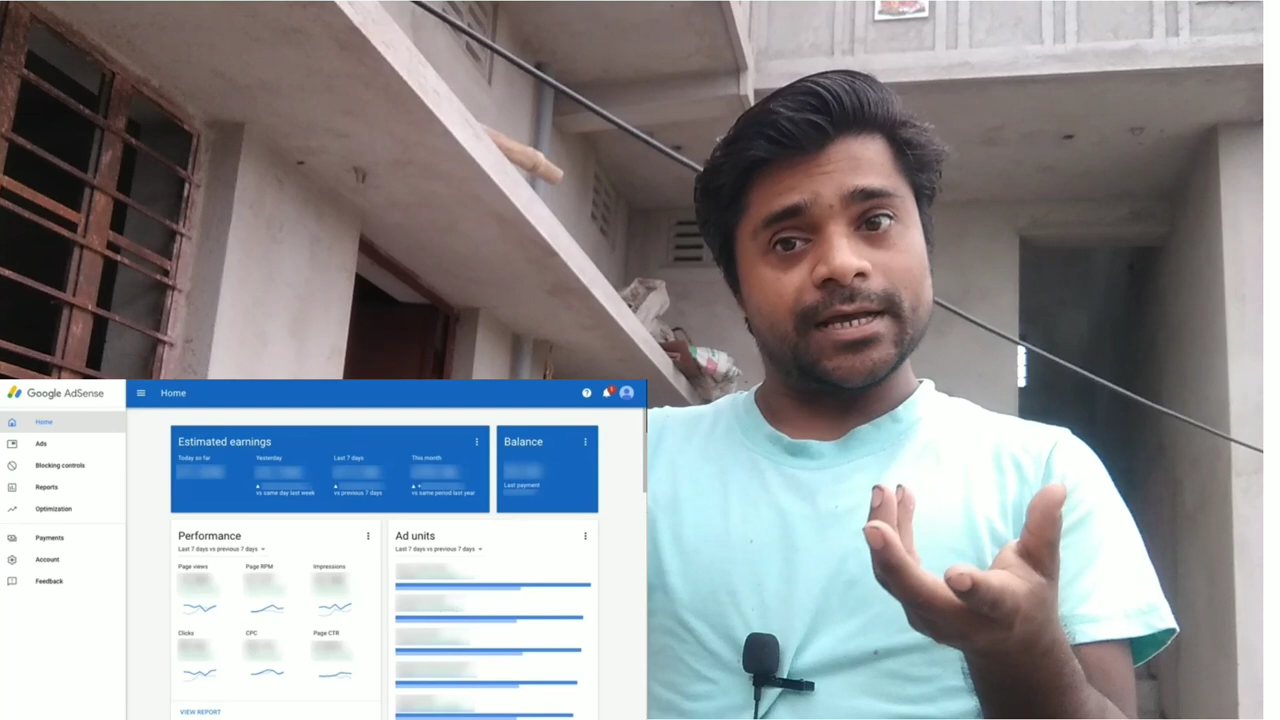 Google AdSense
Home
?
1
Home
Ads
Blocking controls
Reports
Optimization
Payments
Account
Feedback
Estimated earnings
Today so far
Yesterday
Last 7 days
This month
vs same day last week
vs previous 7 days
vs same period last year
Balance
Last payment
Performance
Last 7 days vs previous 7 days
Page views
Page RPM
Impressions
Clicks
CPC
Page CTR
VIEW REPORT
Ad units
Last 7 days vs previous 7 days